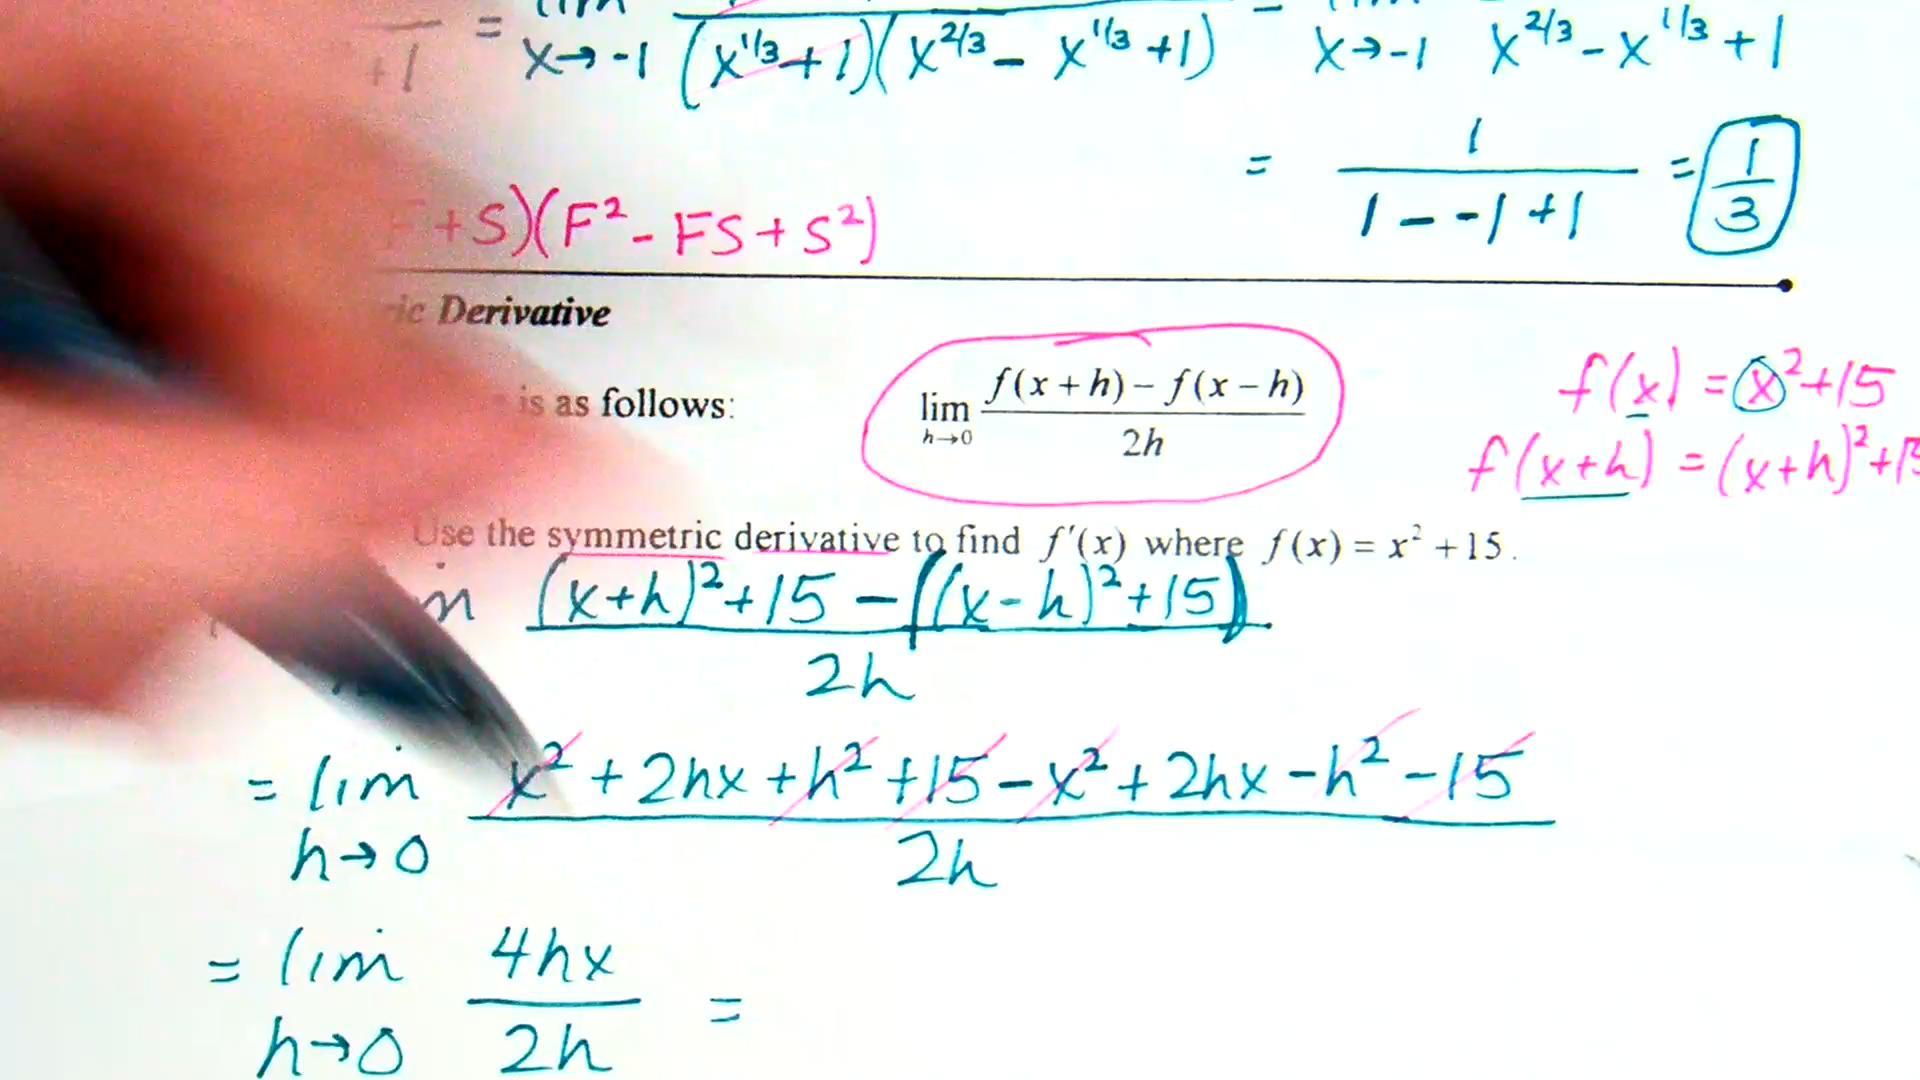 +1 = lim x→-1 (x^1/3+1)(x^2/3 - x^1/3 +1) = lim x→-1 x^2/3 - x^1/3 + 1
= 1 / 1 - -1 +1 = 1/3
F+S)(F² - FS + S²)
ic Derivative
is as follows: lim h→0 f(x + h) – f(x – h) / 2h
f(x) = x²+15
f(x+h) = (x+h)²+15
Use the symmetric derivative to find f′(x) where f(x) = x² +15.
(x+h)²+15 - ((x-h)²+15) / 2h
= lim h→0 x² + 2hx + h² +15 - x² + 2hx - h² - 15 / 2h
= lim h→0 4hx / 2h =